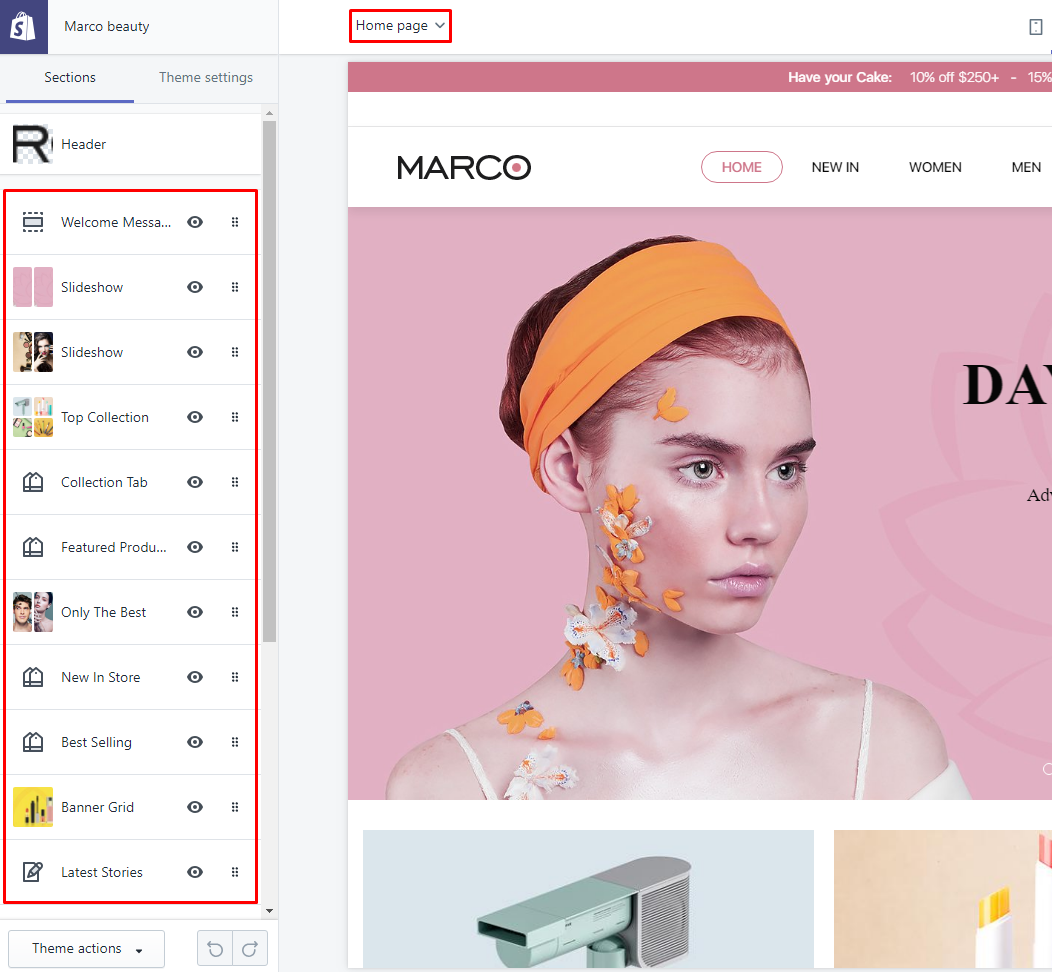 Marco beauty
Home page
Sections
Theme settings
Header
Welcome Messa...
Slideshow
Slideshow
Top Collection
Collection Tab
Featured Produ...
Only The Best
New In Store
Best Selling
Banner Grid
Latest Stories
Theme actions
Have your Cake: 10% off $250+ - 15%
MARCO
HOME
NEW IN
WOMEN
MEN
DAY
Adv